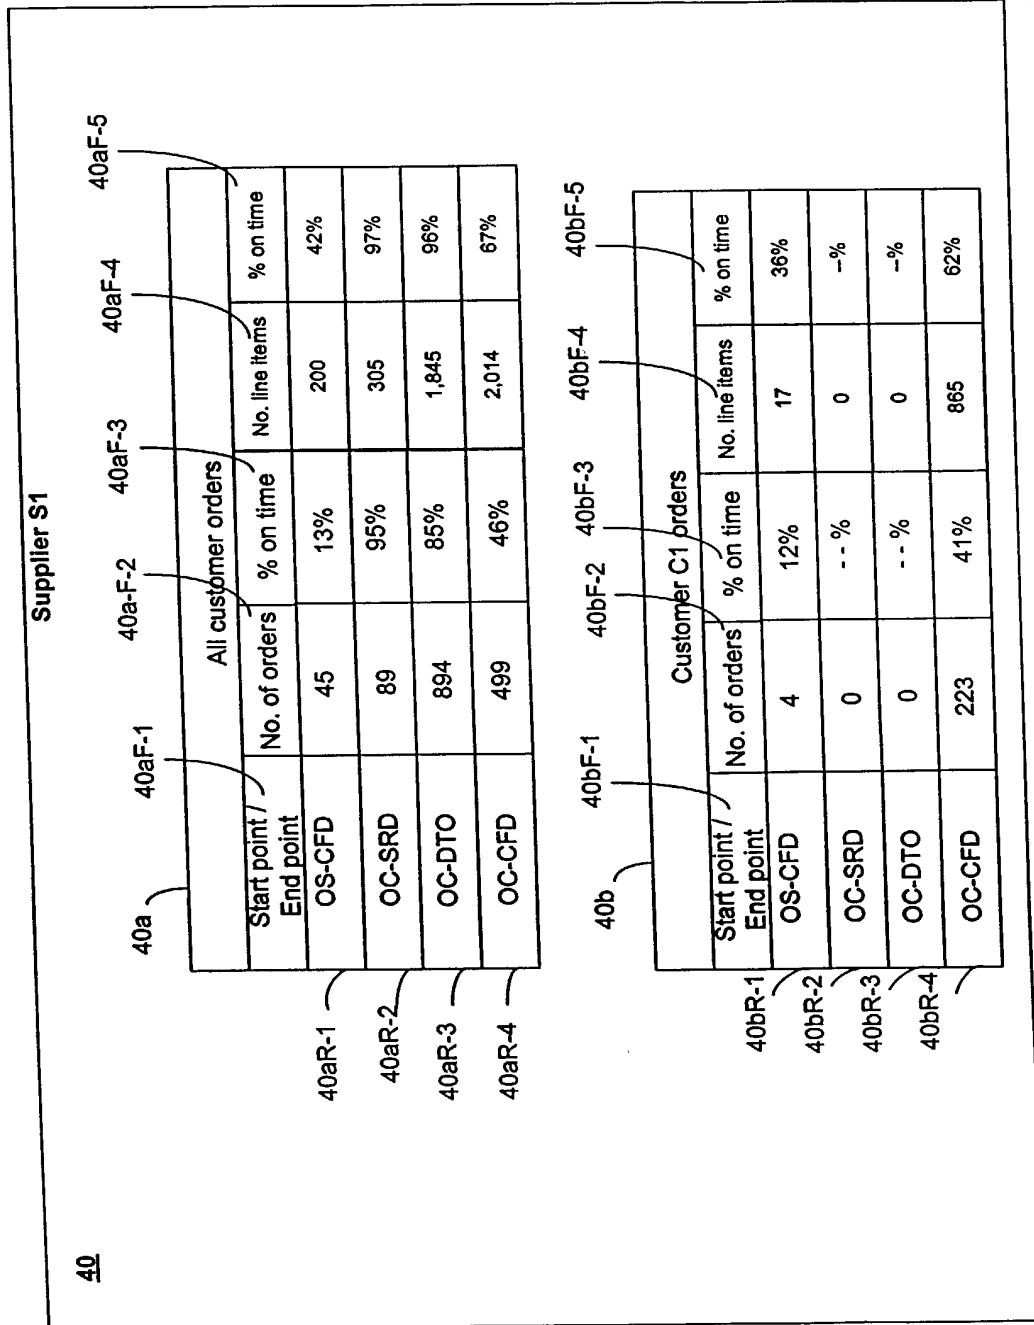 40
Supplier S1
40a
40aF-1
40a-F-2
40aF-3
40aF-4
40aF-5
All customer orders
Start point / End point No. of orders % on time No. line items % on time
40aR-1 OS-CFD 45 13% 200 42%
40aR-2 OC-SRD 89 95% 305 97%
40aR-3 OC-DTO 894 85% 1,845 96%
40aR-4 OC-CFD 499 46% 2,014 67%
40b
40bF-1
40bF-2
40bF-3
40bF-4
40bF-5
Customer C1 orders
Start point / End point No. of orders % on time No. line items % on time
40bR-1 OS-CFD 4 12% 17 36%
40bR-2 OC-SRD 0 - - % 0 --%
40bR-3 OC-DTO 0 - - % 0 --%
40bR-4 OC-CFD 223 41% 865 62%